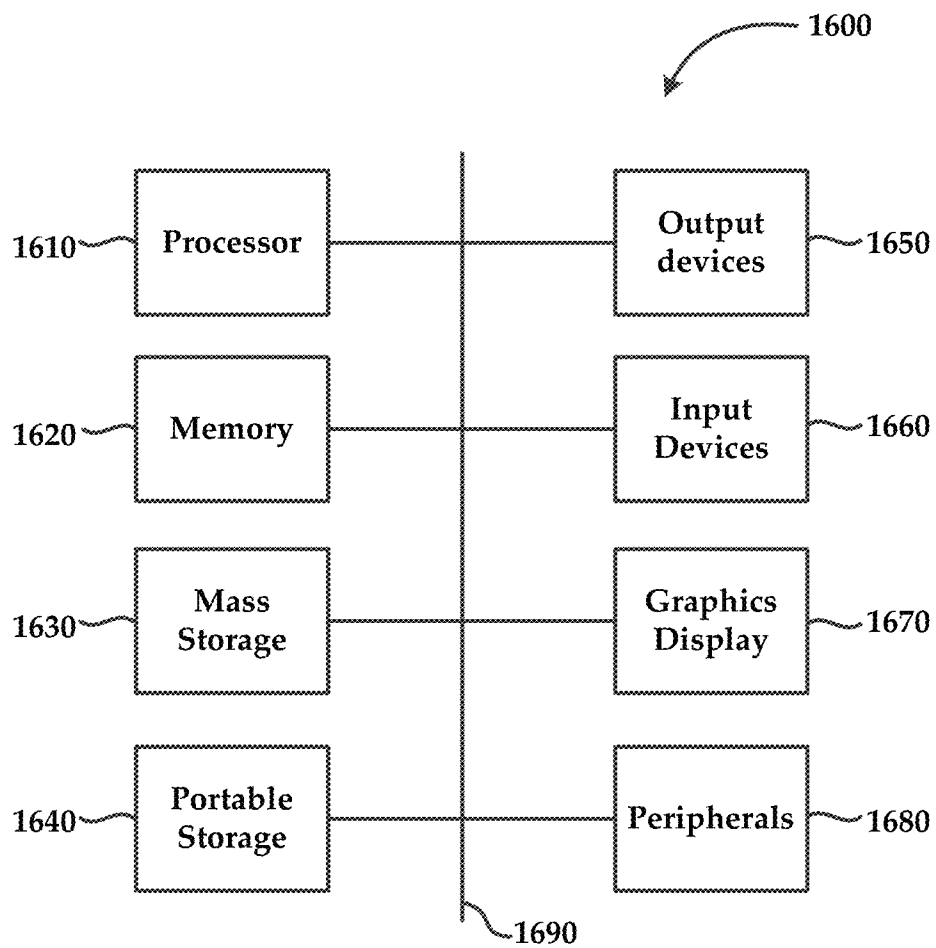 1600
1610
Processor
Output
devices
1650
1620
Memory
Input
Devices
1660
1630
Mass
Storage
Graphics
Display
1670
1640
Portable
Storage
Peripherals
1680
1690